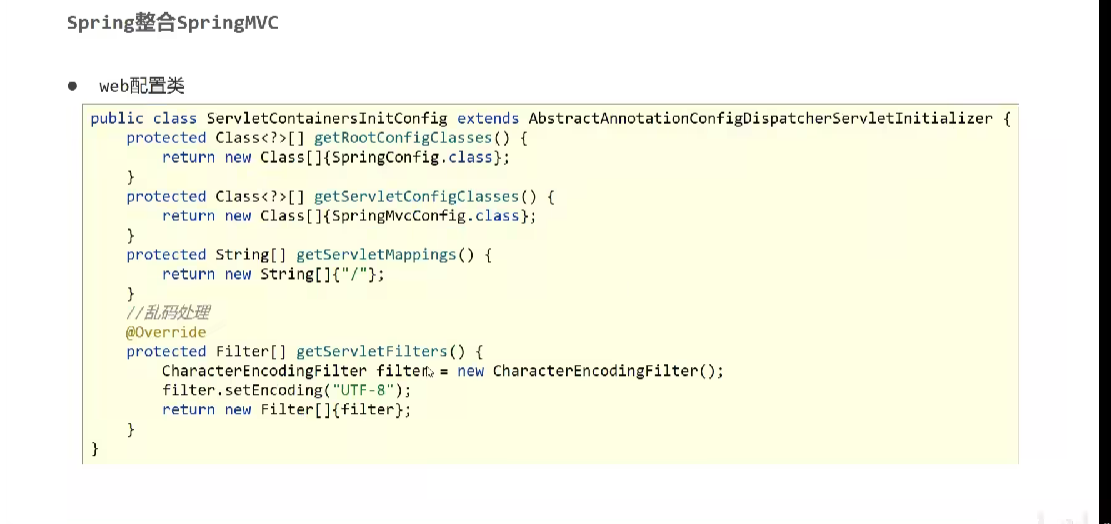 Spring整合SpringMVC
● web配置类
public class ServletContainersInitConfig extends AbstractAnnotationConfigDispatcherServletInitializer {
    protected Class<?>[] getRootConfigClasses() {
        return new Class[]{SpringConfig.class};
    }
    protected Class<?>[] getServletConfigClasses() {
        return new Class[]{SpringMvcConfig.class};
    }
    protected String[] getServletMappings() {
        return new String[]{"/"};
    }
    //乱码处理
    @Override
    protected Filter[] getServletFilters() {
        CharacterEncodingFilter filter = new CharacterEncodingFilter();
        filter.setEncoding("UTF-8");
        return new Filter[]{filter};
    }
}